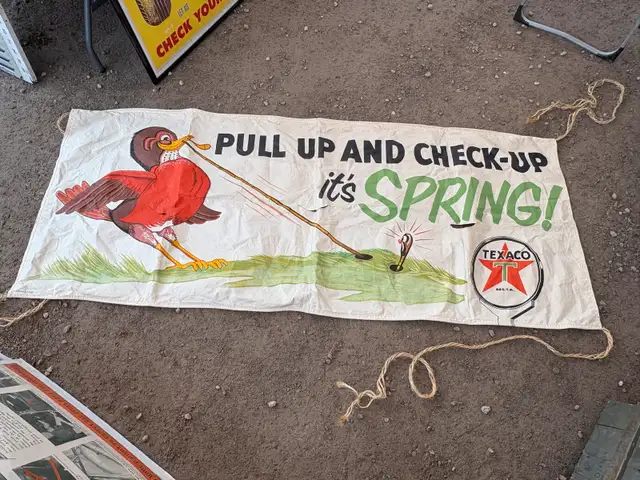 CHECK YOUR
PULL UP AND CHECK-UP
it's SPRING!
TEXACO
T